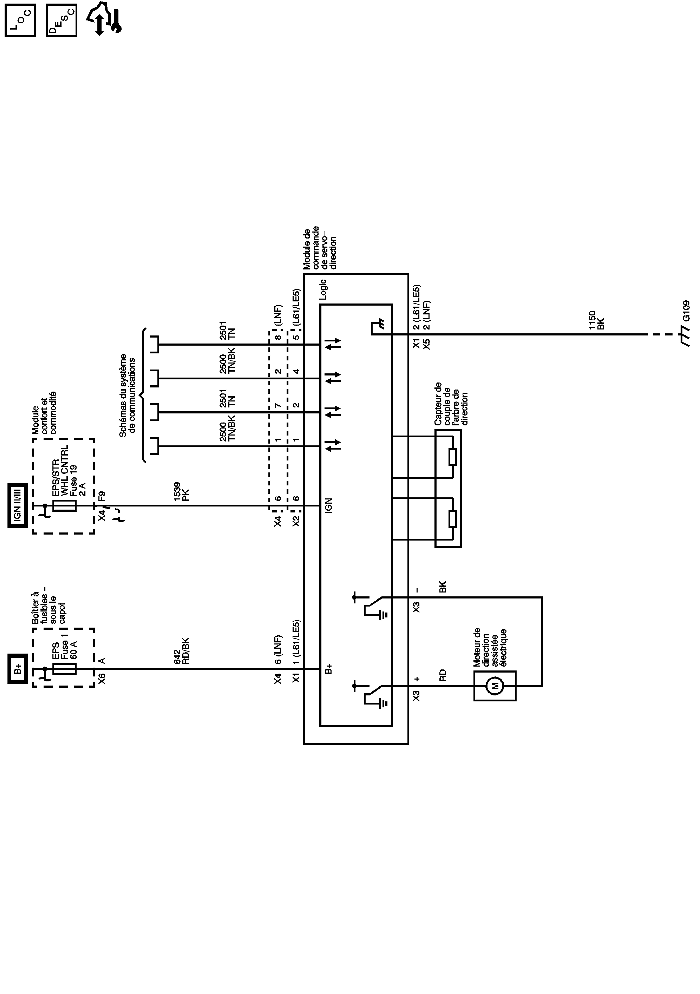 LOC
DESC
B+
Boîtier à
fusibles –
sous le
capot
EPS
Fuse 1
60 A
X6
A
642
RD/BK
X4
6 (LNF)
X1
1 (L61/LE5)
B+
IGN II/III
Module
confort et
commodité
EPS/STR
WHL CNTRL
Fuse 19
2 A
X4
F9
1539
PK
X4
6
1
7
2
8
(LNF)
X2
6
1
2
4
5
(L61/LE5)
IGN
Schémas du système
de communications
2500
TN/BK
2501
TN
2500
TN/BK
2501
TN
Module de
commande
de servo–
direction
Logic
X3
+
RD
X3
–
BK
Moteur de
direction
assistée
électrique
M
Capteur de
couple de
l'arbre de
direction
X1
2 (L61/LE5)
X5
2 (LNF)
1150
BK
G109